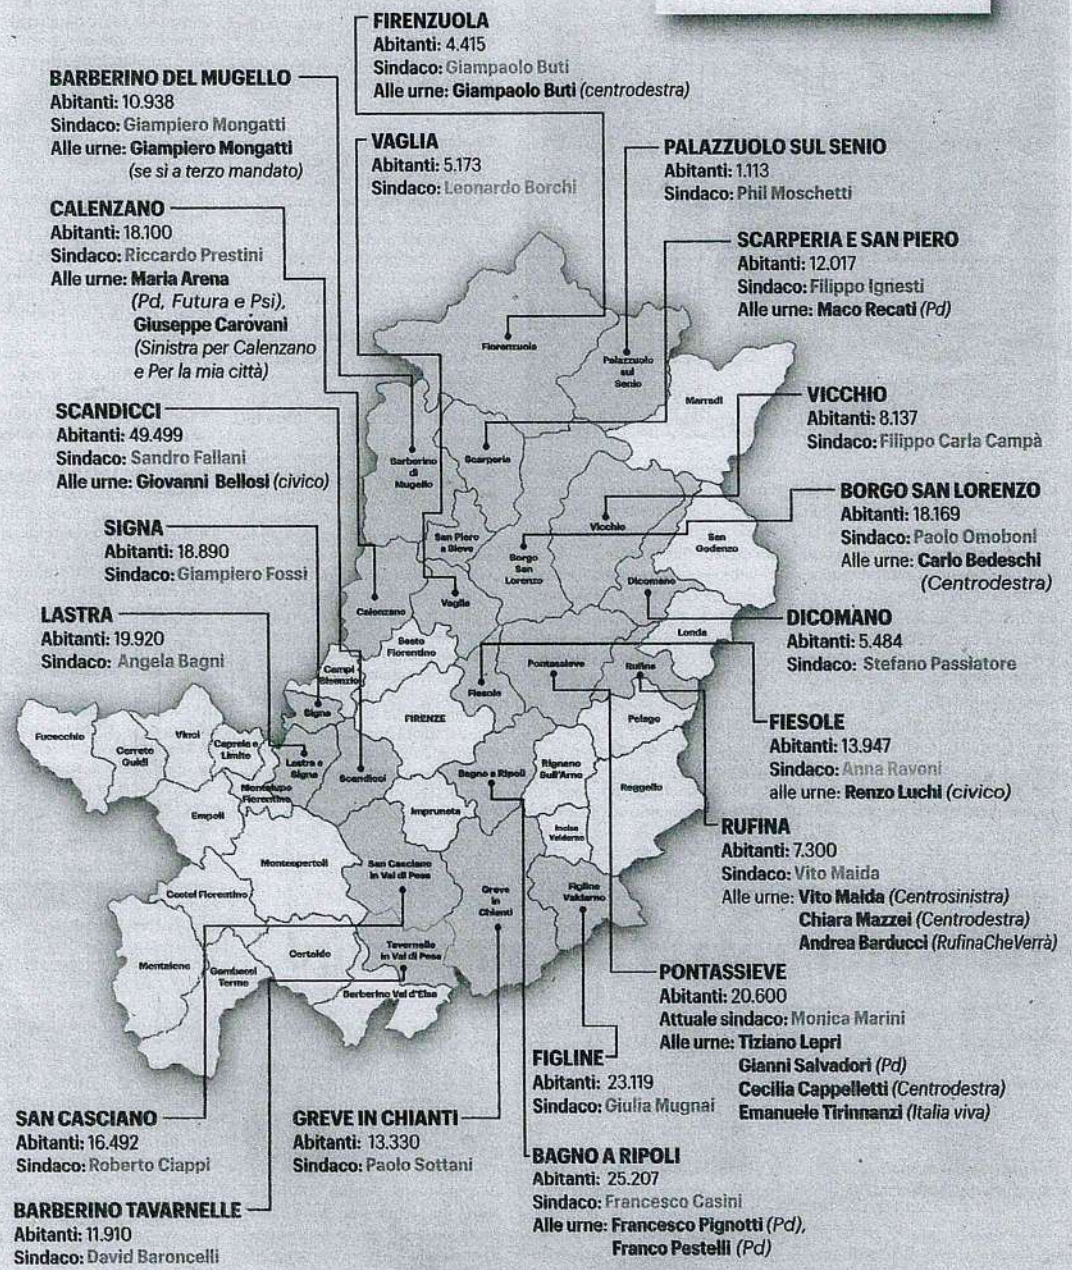 FIRENZUOLA
Abitanti: 4.415
Sindaco: Giampaolo Buti
Alle urne: Giampaolo Buti (centrodestra)
BARBERINO DEL MUGELLO
Abitanti: 10.938
Sindaco: Giampiero Mongatti
Alle urne: Giampiero Mongatti
(se si a terzo mandato)
VAGLIA
Abitanti: 5.173
Sindaco: Leonardo Borchi
PALAZZUOLO SUL SENIO
Abitanti: 1.113
Sindaco: Phil Moschetti
CALENZANO
Abitanti: 18.100
Sindaco: Riccardo Prestini
Alle urne: Maria Arena
(Pd, Futura e Psi),
Giuseppe Carovani
(Sinistra per Calenzano
e Per la mia città)
SCARPERIA E SAN PIERO
Abitanti: 12.017
Sindaco: Filippo Ignesti
Alle urne: Maco Recati (Pd)
SCANDICCI
Abitanti: 49.499
Sindaco: Sandro Fallani
Alle urne: Giovanni Bellosi (civico)
VICCHIO
Abitanti: 8.137
Sindaco: Filippo Carla Campà
SIGNA
Abitanti: 18.890
Sindaco: Giampiero Fossi
BORGO SAN LORENZO
Abitanti: 18.169
Sindaco: Paolo Omoboni
Alle urne: Carlo Bedeschi
(Centrodestra)
LASTRA
Abitanti: 19.920
Sindaco: Angela Bagni
DICOMANO
Abitanti: 5.484
Sindaco: Stefano Passiatore
FIESOLE
Abitanti: 13.947
Sindaco: Anna Ravoni
alle urne: Renzo Luchi (civico)
RUFINA
Abitanti: 7.300
Sindaco: Vito Maida
Alle urne: Vito Maida (Centrosinistra)
Chiara Mazzei (Centrodestra)
Andrea Barducci (RufinaCheVerrà)
PONTASSIEVE
Abitanti: 20.600
Attuale sindaco: Monica Marini
Alle urne: Tiziano Lepri
Gianni Salvadori (Pd)
Cecilia Cappelletti (Centrodestra)
Emanuele Tirinnanzi (Italia viva)
FIGLINE
Abitanti: 23.119
Sindaco: Giulia Mugnai
SAN CASCIANO
Abitanti: 16.492
Sindaco: Roberto Ciappi
GREVE IN CHIANTI
Abitanti: 13.330
Sindaco: Paolo Sottani
BAGNO A RIPOLI
Abitanti: 25.207
Sindaco: Francesco Casini
Alle urne: Francesco Pignotti (Pd),
Franco Pestelli (Pd)
BARBERINO TAVARNELLE
Abitanti: 11.910
Sindaco: David Baroncelli
Fiorenzuola
Palazzuolo
sul
Senio
Marradi
Barberino
di
Mugello
Scarperia
San Piero
a Sieve
Borgo
San
Lorenzo
Vicchio
San
Godenzo
Dicomano
Calenzano
Vaglia
Londa
Sesto
Fiorentino
Campi
Bisenzio
Pontassieve
Rufina
Fiesole
Signa
FIRENZE
Pelago
Fucecchio
Cerreto
Guidi
Vinci
Capraia e
Limite
Montelupo
Fiorentino
Lastra a
Signa
Scandicci
Bagno a Ripoli
Rignano
Sull'Arno
Reggello
Empoli
Impruneta
Incisa
Valdarno
Montespertoli
San Casciano
in Val di Pesa
Castel Fiorentino
Greve
in
Chianti
Figline
Valdarno
Montaione
Gambassi
Terme
Certaldo
Tavarnelle
in Val di Pesa
Barberino Val d'Elsa